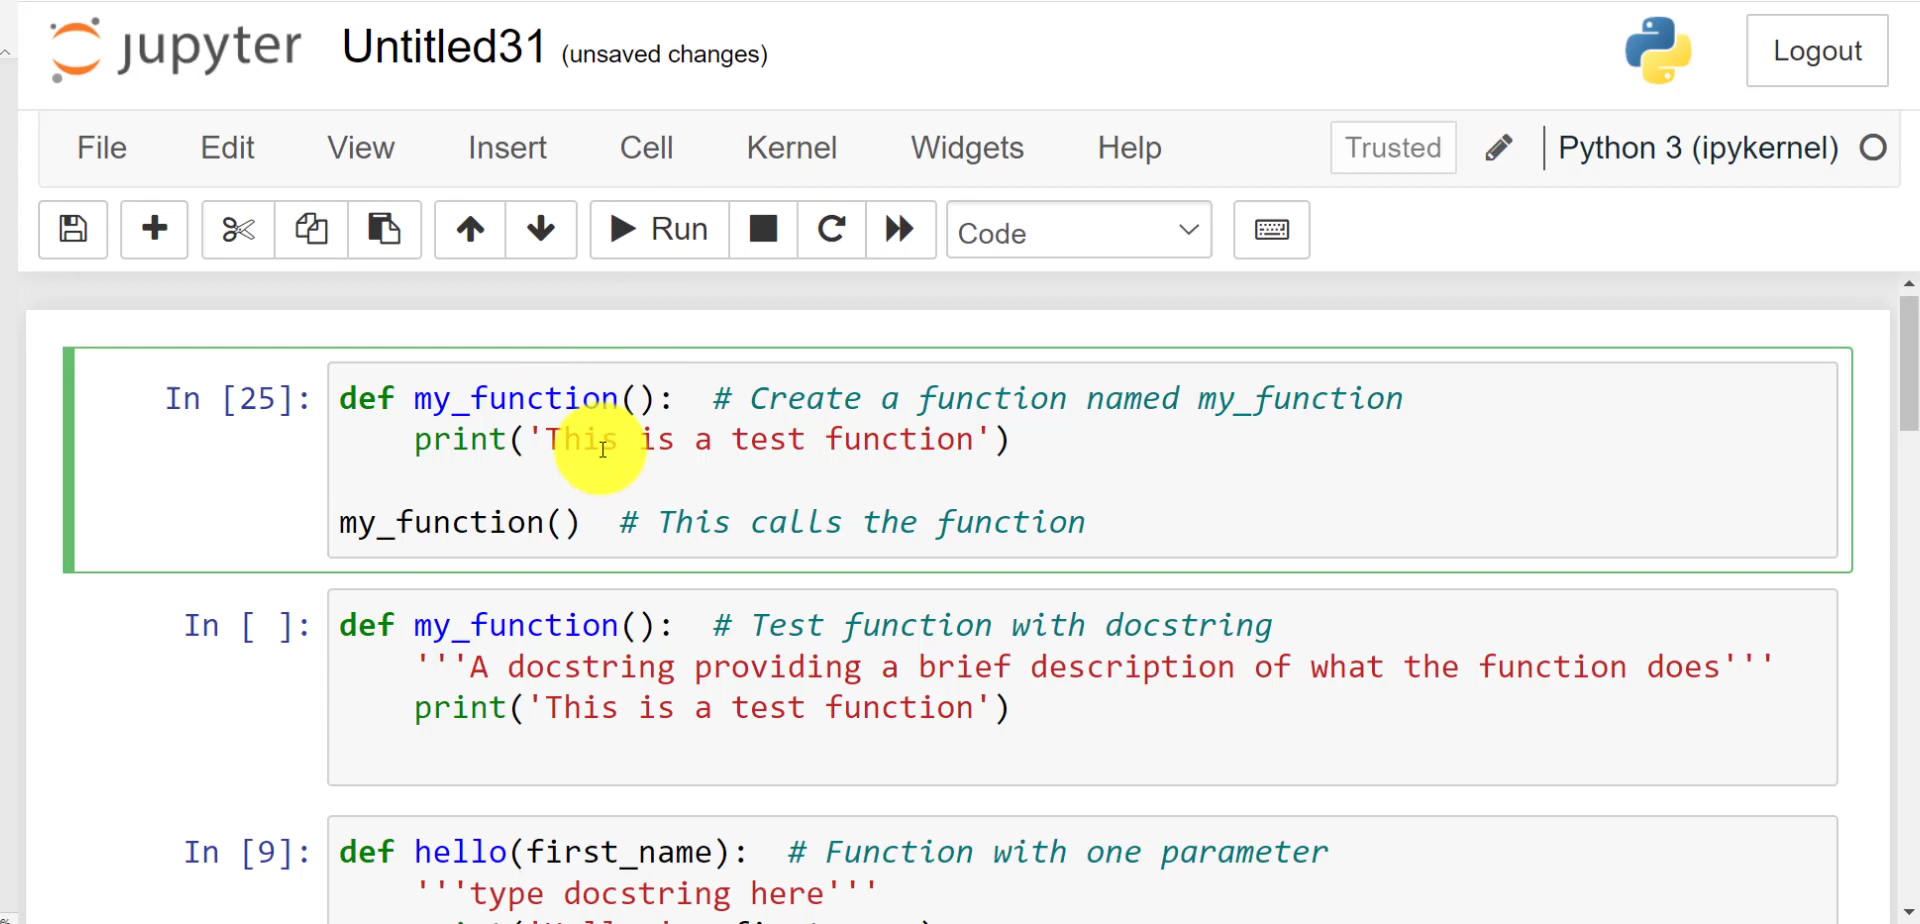 jupyter Untitled31 (unsaved changes) Logout
File Edit View Insert Cell Kernel Widgets Help Trusted Python 3 (ipykernel)
Run Code
In [25]: def my_function():  # Create a function named my_function
    print('This is a test function')
my_function()  # This calls the function
In [ ]: def my_function():  # Test function with docstring
    '''A docstring providing a brief description of what the function does'''
    print('This is a test function')
In [9]: def hello(first_name):  # Function with one parameter
    '''type docstring here'''